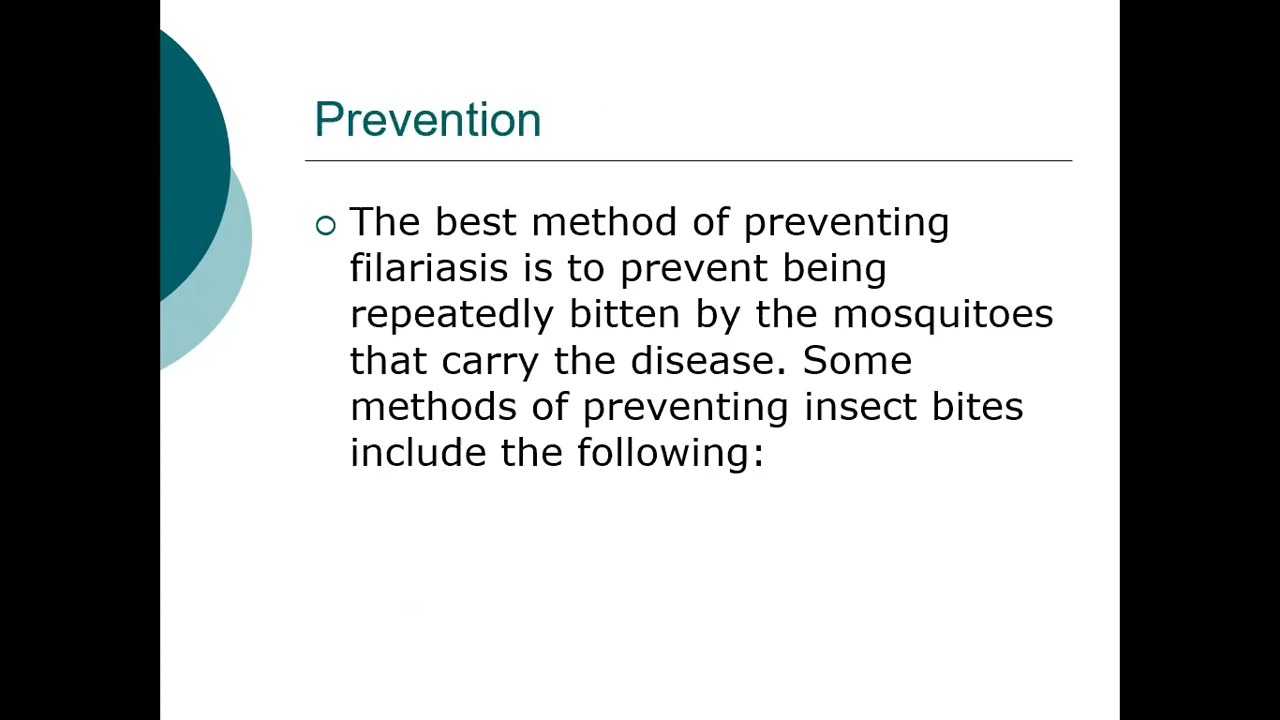 Prevention
The best method of preventing
filariasis is to prevent being
repeatedly bitten by the mosquitoes
that carry the disease. Some
methods of preventing insect bites
include the following: